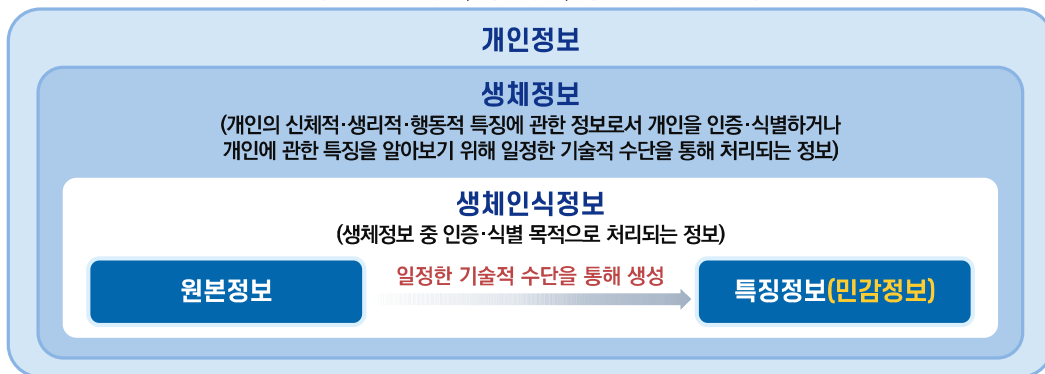 개인정보
생체정보
(개인의 신체적·생리적·행동적 특징에 관한 정보로서 개인을 인증·식별하거나
개인에 관한 특징을 알아보기 위해 일정한 기술적 수단을 통해 처리되는 정보)
생체인식정보
(생체정보 중 인증·식별 목적으로 처리되는 정보)
원본정보
일정한 기술적 수단을 통해 생성
특징정보(민감정보)